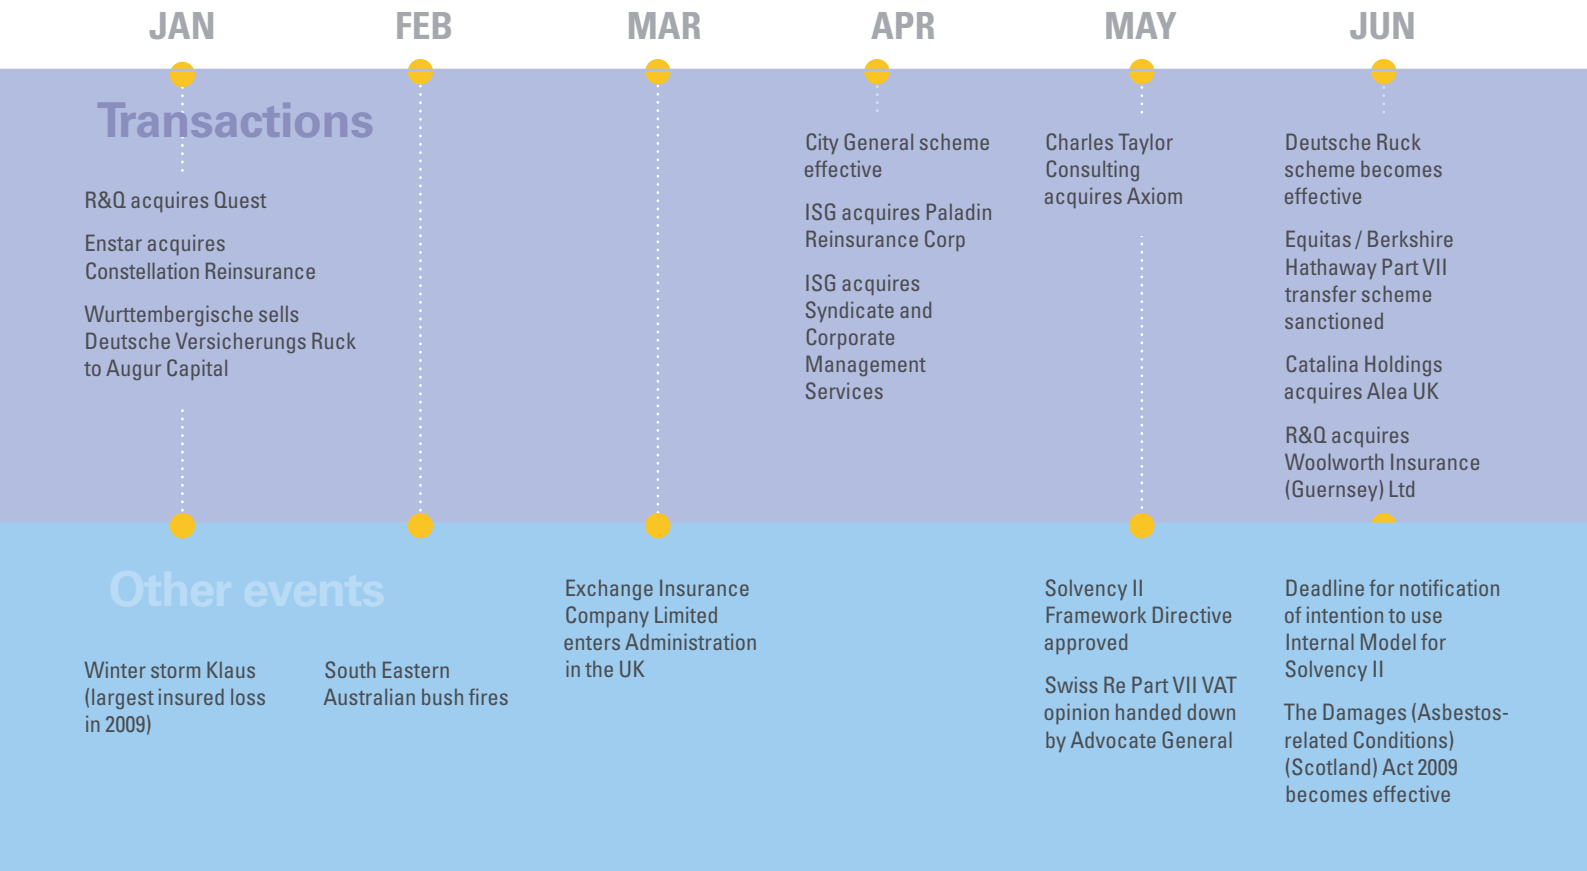 JAN
FEB
MAR
APR
MAY
JUN
Transactions
R&Q acquires Quest
Enstar acquires
Constellation Reinsurance
Wurttembergische sells
Deutsche Versicherungs Ruck
to Augur Capital
City General scheme
effective
ISG acquires Paladin
Reinsurance Corp
ISG acquires
Syndicate and
Corporate
Management
Services
Charles Taylor
Consulting
acquires Axiom
Deutsche Ruck
scheme becomes
effective
Equitas / Berkshire
Hathaway Part VII
transfer scheme
sanctioned
Catalina Holdings
acquires Alea UK
R&Q acquires
Woolworth Insurance
(Guernsey) Ltd
Other events
Winter storm Klaus
(largest insured loss
in 2009)
South Eastern
Australian bush fires
Exchange Insurance
Company Limited
enters Administration
in the UK
Solvency II
Framework Directive
approved
Swiss Re Part VII VAT
opinion handed down
by Advocate General
Deadline for notification
of intention to use
Internal Model for
Solvency II
The Damages (Asbestos-
related Conditions)
(Scotland) Act 2009
becomes effective